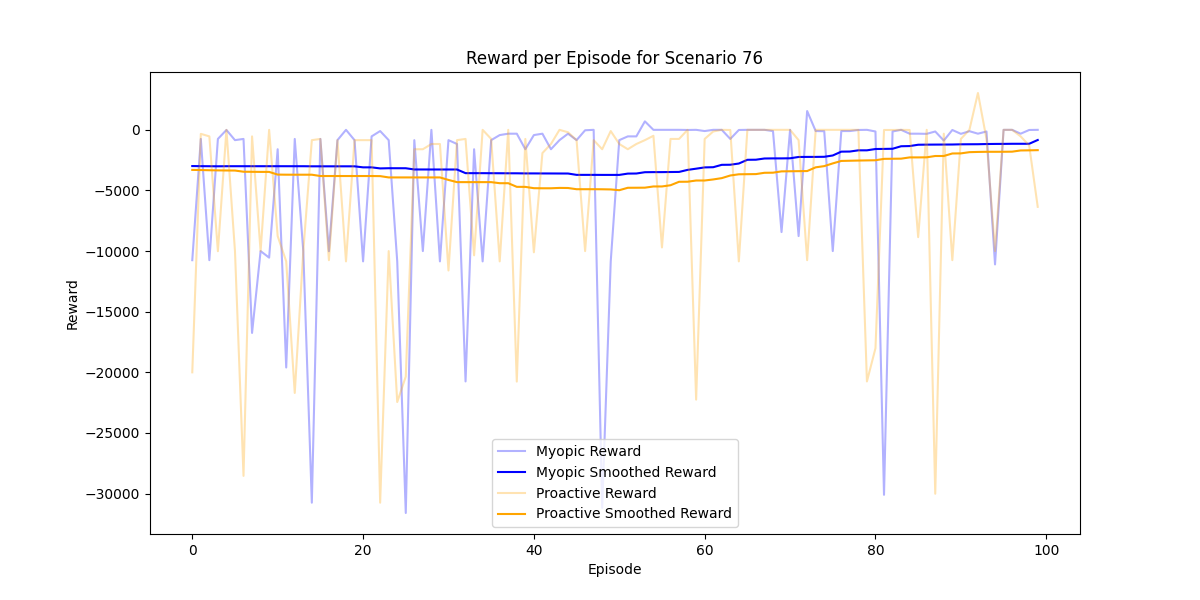 Reward per Episode for Scenario 76
0
−5000
−10000
−15000
−20000
−25000
−30000
Reward
Myopic Reward
Myopic Smoothed Reward
Proactive Reward
Proactive Smoothed Reward
0 20 40 60 80 100
Episode